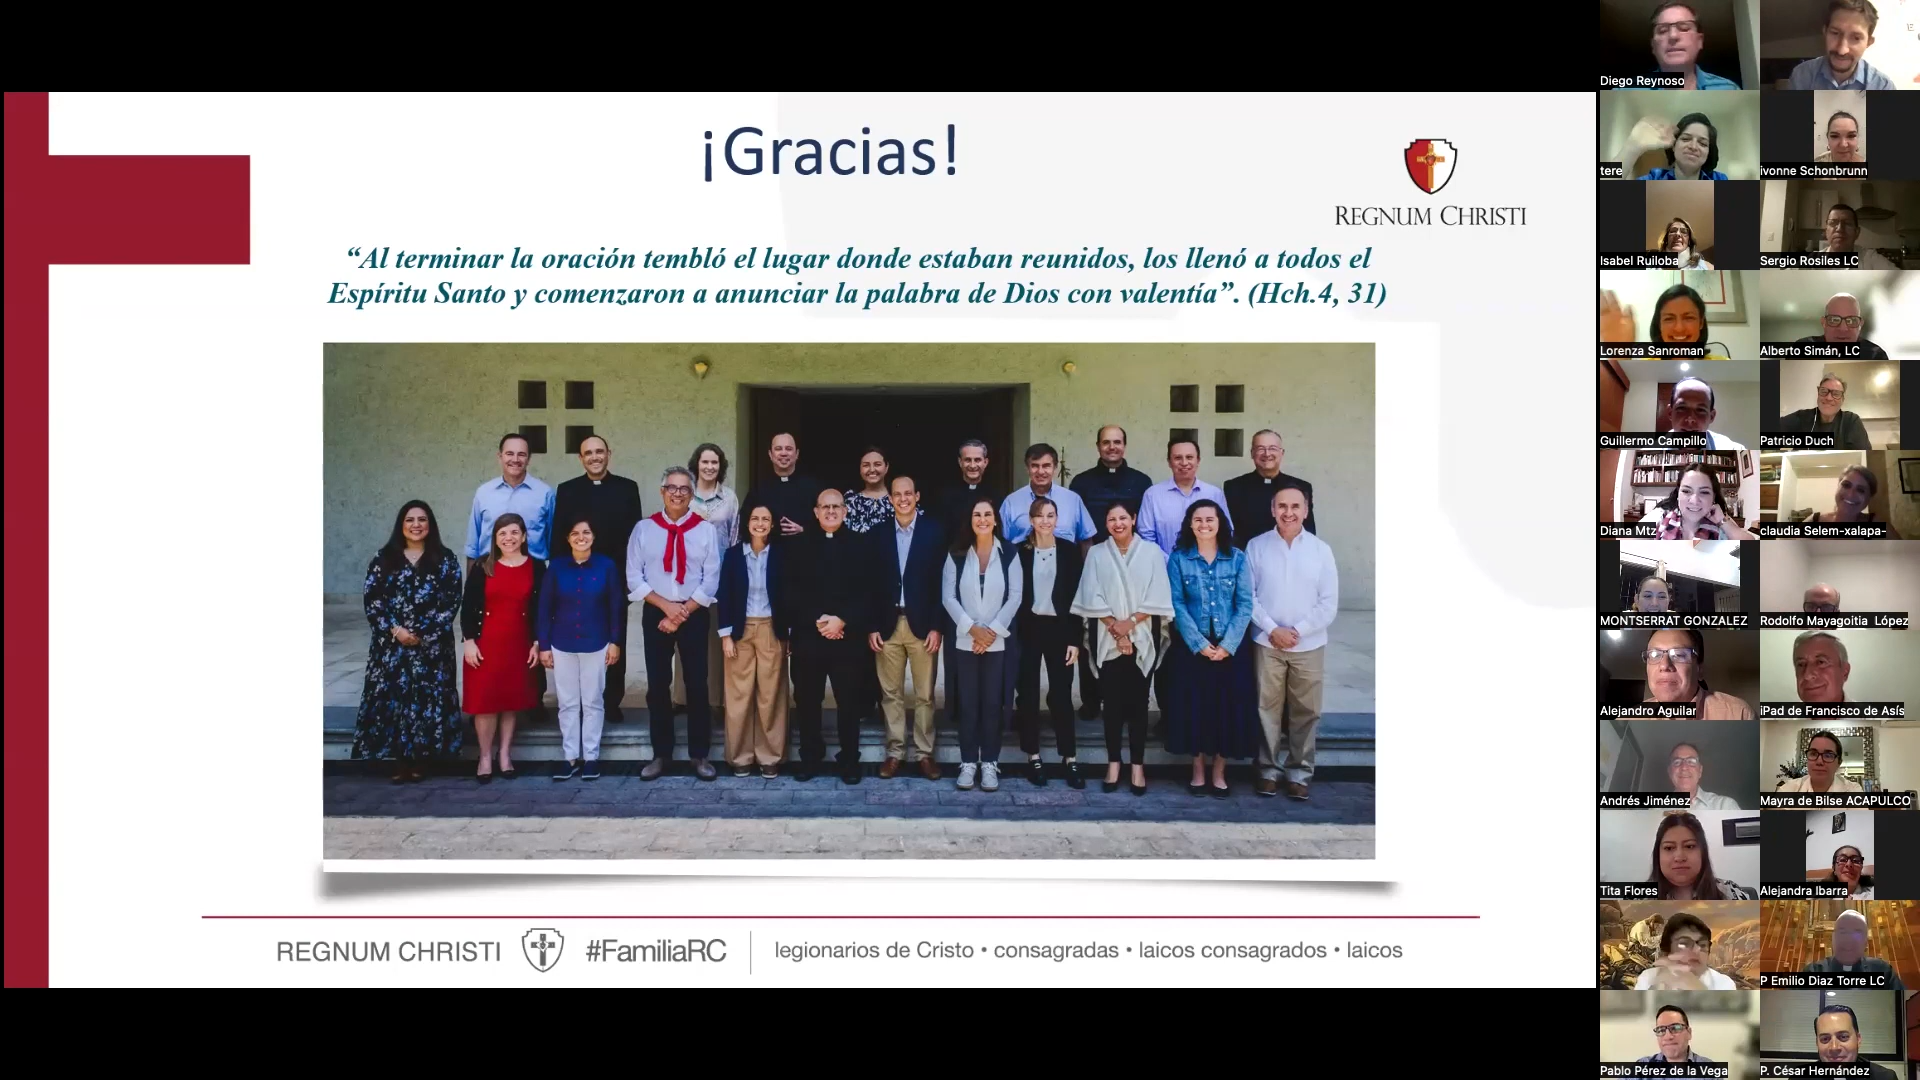 ¡Gracias!
REGNUM CHRISTI
“Al terminar la oración tembló el lugar donde estaban reunidos, los llenó a todos el
Espíritu Santo y comenzaron a anunciar la palabra de Dios con valentía”. (Hch.4, 31)
REGNUM CHRISTI #FamiliaRC legionarios de Cristo • consagradas • laicos consagrados • laicos
Diego Reynoso
tere
ivonne Schonbrunn
Isabel Ruiloba
Sergio Rosiles LC
Lorenza Sanroman
Alberto Simán, LC
Guillermo Campillo
Patricio Duch
Diana Mtz
claudia Selem-xalapa-
MONTSERRAT GONZALEZ
Rodolfo Mayagoitia López
Alejandro Aguilar
iPad de Francisco de Asís
Andrés Jiménez
Mayra de Bilse ACAPULCO
Tita Flores
Alejandra Ibarra
P Emilio Diaz Torre LC
Pablo Pérez de la Vega
P. César Hernández